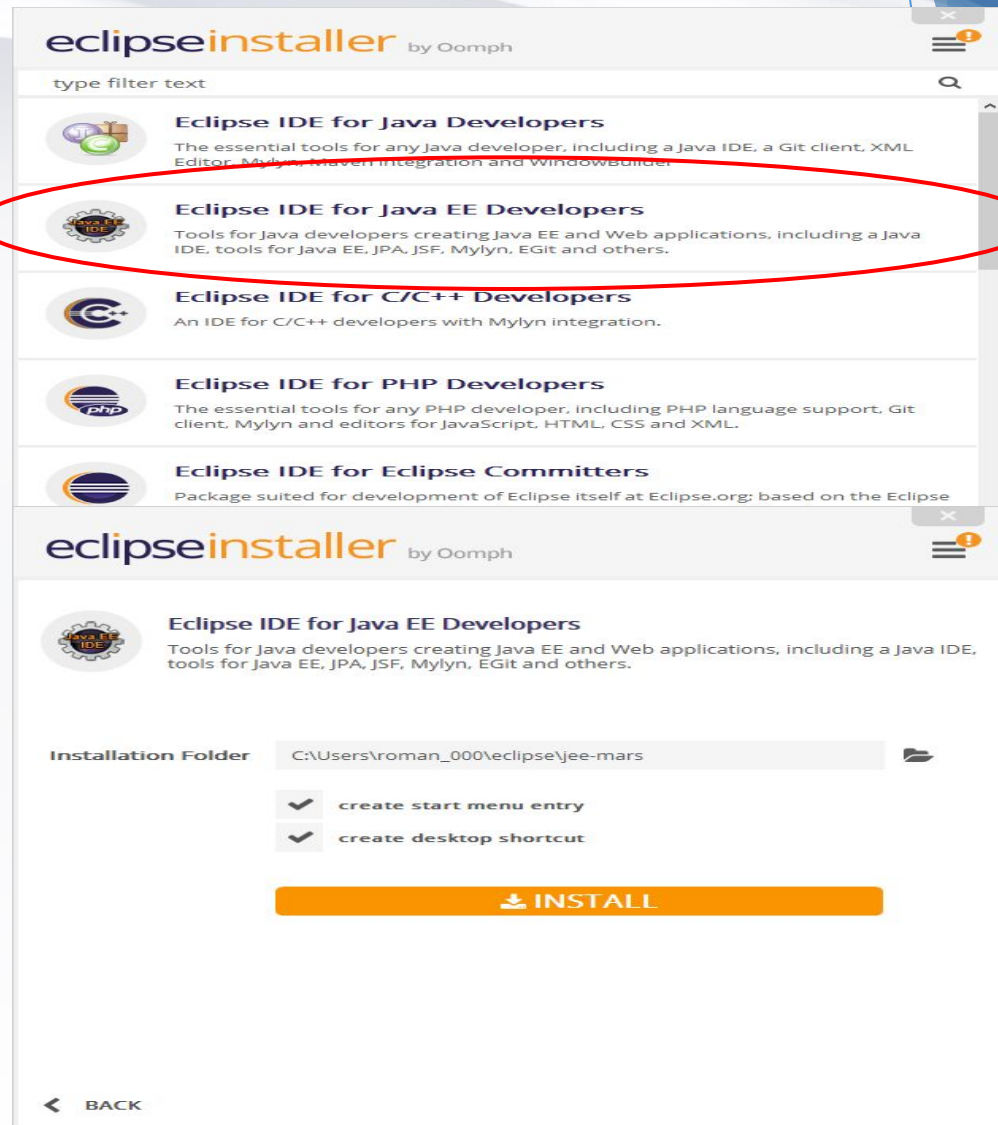 eclipseinstaller by Oomph
type filter text
Eclipse IDE for Java Developers
The essential tools for any Java developer, including a Java IDE, a Git client, XML
Editor, Mylyn, Maven integration and WindowBuilder
Java EE
IDE
Eclipse IDE for Java EE Developers
Tools for Java developers creating Java EE and Web applications, including a Java
IDE, tools for Java EE, JPA, JSF, Mylyn, EGit and others.
C++
Eclipse IDE for C/C++ Developers
An IDE for C/C++ developers with Mylyn integration.
php
Eclipse IDE for PHP Developers
The essential tools for any PHP developer, including PHP language support, Git
client, Mylyn and editors for JavaScript, HTML, CSS and XML.
Eclipse IDE for Eclipse Committers
Package suited for development of Eclipse itself at Eclipse.org; based on the Eclipse
eclipseinstaller by Oomph
Java EE
IDE
Eclipse IDE for Java EE Developers
Tools for Java developers creating Java EE and Web applications, including a Java IDE,
tools for Java EE, JPA, JSF, Mylyn, EGit and others.
Installation Folder C:\Users\roman_000\eclipse\jee-mars
create start menu entry
create desktop shortcut
INSTALL
BACK